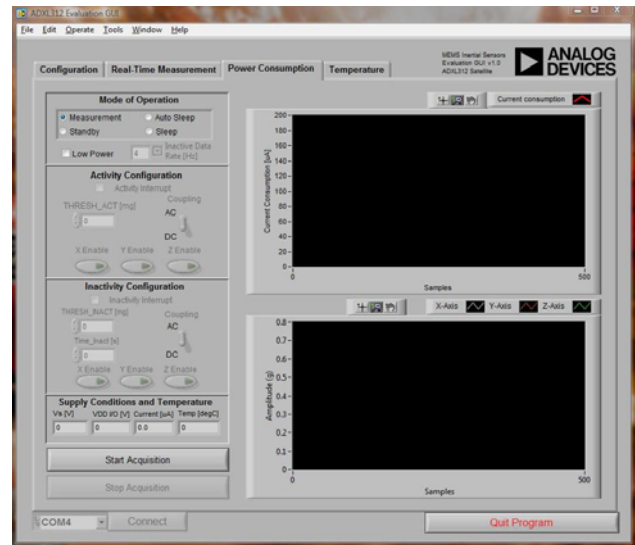 ADXL312 Evaluation GUI
File Edit Operate Tools Window Help
MEMS Inertial Sensors
Evaluation GUI v1.0
ADXL312 Satellite
ANALOG
DEVICES
Configuration Real-Time Measurement Power Consumption Temperature
Mode of Operation
Measurement Auto Sleep
Standby Sleep
Low Power 4 Inactive Data
Rate [Hz]
Activity Configuration
Activity Interrupt
THRESH_ACT [mg] Coupling
0 AC
DC
X Enable Y Enable Z Enable
Inactivity Configuration
Inactivity Interrupt
THRESH_INACT [mg] Coupling
0 AC
Time_Inact [s]
0 DC
X Enable Y Enable Z Enable
Supply Conditions and Temperature
Vs [V] VDD I/O [V] Current [uA] Temp [degC]
0 0 0.0 0
Start Acquisition
Stop Acquisition
COM4 Connect
Current consumption
Current Consumption [uA]
200
180
160
140
120
100
80
60
40
20
0
0 500
Samples
X-Axis Y-Axis Z-Axis
Amplitude (g)
0.8
0.7
0.6
0.5
0.4
0.3
0.2
0.1
0
0 500
Samples
Quit Program